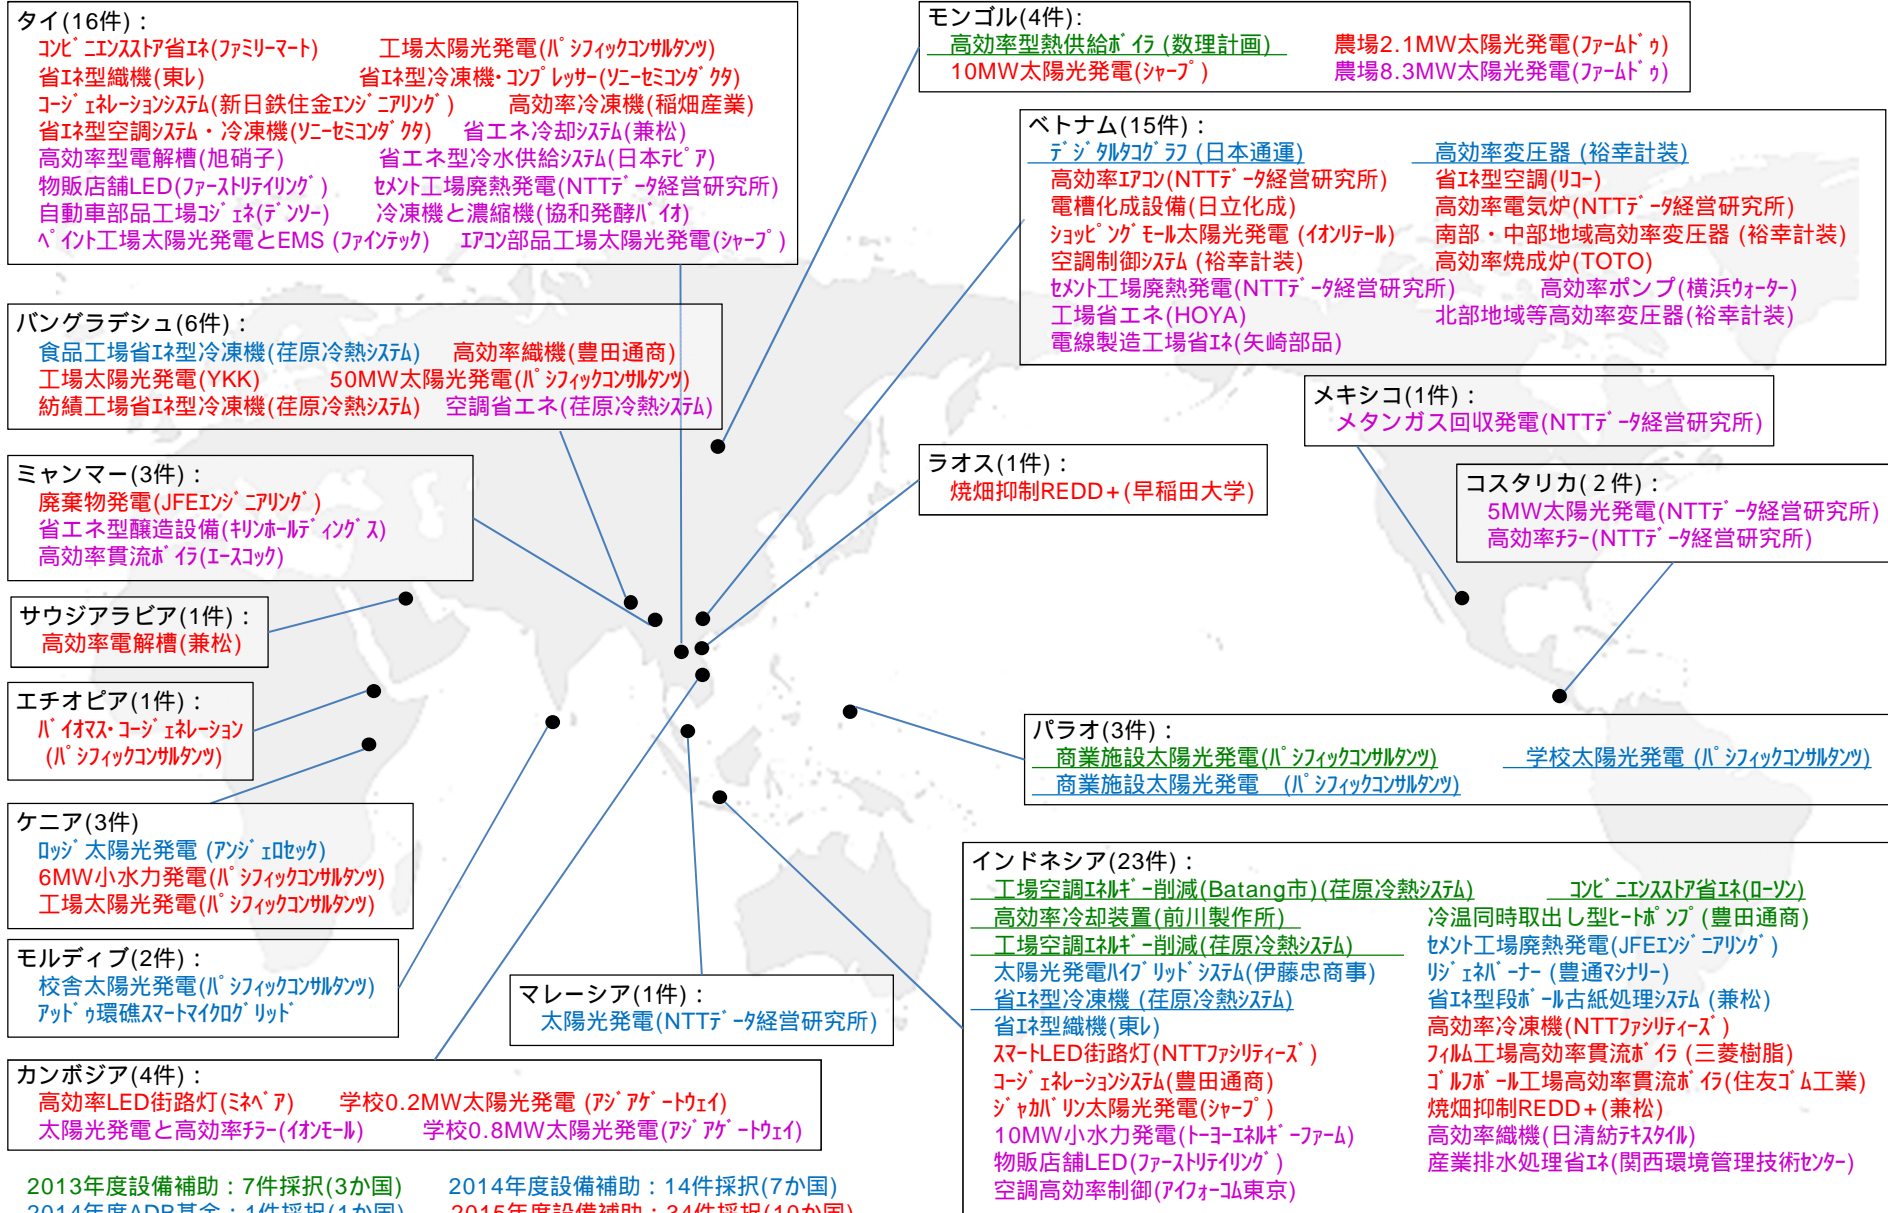 タイ(16件)：
コンビニエンスストア省エネ(ファミリーマート)　工場太陽光発電(パシフィックコンサルタンツ)
省エネ型織機(東レ)　省エネ型冷凍機・コンプレッサー(ソニーセミコンダクタ)
コージェネレーションシステム(新日鉄住金エンジニアリング)　高効率冷凍機(稲畑産業)
省エネ型空調システム・冷凍機(ソニーセミコンダクタ)　省エネ冷却システム(兼松)
高効率型電解槽(旭硝子)　省エネ型冷水供給システム(日本テピア)
物販店舗LED(ファーストリテイリング)　セメント工場廃熱発電(NTTデータ経営研究所)
自動車部品工場コジェネ(デンソー)　冷凍機と濃縮機(協和発酵バイオ)
ペイント工場太陽光発電とEMS (ファインテック)　エアコン部品工場太陽光発電(シャープ)
モンゴル(4件):
高効率型熱供給ボイラ (数理計画)　農場2.1MW太陽光発電(ファームドゥ)
10MW太陽光発電(シャープ)　農場8.3MW太陽光発電(ファームドゥ)
ベトナム(15件)：
デジタルタコグラフ (日本通運)　高効率変圧器 (裕幸計装)
高効率エアコン(NTTデータ経営研究所)　省エネ型空調(リコー)
電槽化成設備(日立化成)　高効率電気炉(NTTデータ経営研究所)
ショッピングモール太陽光発電 (イオンリテール)　南部・中部地域高効率変圧器 (裕幸計装)
空調制御システム (裕幸計装)　高効率焼成炉(TOTO)
セメント工場廃熱発電(NTTデータ経営研究所)　高効率ポンプ(横浜ウォーター)
工場省エネ(HOYA)　北部地域等高効率変圧器(裕幸計装)
電線製造工場省エネ(矢崎部品)
バングラデシュ(6件)：
食品工場省エネ型冷凍機(荏原冷熱システム)　高効率織機(豊田通商)
工場太陽光発電(YKK)　50MW太陽光発電(パシフィックコンサルタンツ)
紡績工場省エネ型冷凍機(荏原冷熱システム)　空調省エネ(荏原冷熱システム)
メキシコ(1件)：
メタンガス回収発電(NTTデータ経営研究所)
ミャンマー(3件)：
廃棄物発電(JFEエンジニアリング)
省エネ型醸造設備(キリンホールディングス)
高効率貫流ボイラ(エースコック)
ラオス(1件)：
焼畑抑制REDD+(早稲田大学)
コスタリカ(２件)：
5MW太陽光発電(NTTデータ経営研究所)
高効率チラー(NTTデータ経営研究所)
サウジアラビア(1件)：
高効率電解槽(兼松)
エチオピア(1件)：
バイオマス・コージェネレーション
(パシフィックコンサルタンツ)
パラオ(3件)：
商業施設太陽光発電(パシフィックコンサルタンツ)　学校太陽光発電 (パシフィックコンサルタンツ)
商業施設太陽光発電　(パシフィックコンサルタンツ)
ケニア(3件)
ロッジ太陽光発電 (アンジェロセック)
6MW小水力発電(パシフィックコンサルタンツ)
工場太陽光発電(パシフィックコンサルタンツ)
モルディブ(2件)：
校舎太陽光発電(パシフィックコンサルタンツ)
アッドゥ環礁スマートマイクログリッド
マレーシア(1件)：
太陽光発電(NTTデータ経営研究所)
カンボジア(4件)：
高効率LED街路灯(ミネベア)　学校0.2MW太陽光発電 (アジアゲートウェイ)
太陽光発電と高効率チラー(イオンモール)　学校0.8MW太陽光発電(アジアゲートウェイ)
インドネシア(23件)：
工場空調エネルギー削減(Batang市)(荏原冷熱システム)　コンビニエンスストア省エネ(ローソン)
高効率冷却装置(前川製作所)　冷温同時取出し型ヒートポンプ(豊田通商)
工場空調エネルギー削減(荏原冷熱システム)　セメント工場廃熱発電(JFEエンジニアリング)
太陽光発電ハイブリッドシステム(伊藤忠商事)　リジェネバーナー (豊通マシナリー)
省エネ型冷凍機 (荏原冷熱システム)　省エネ型段ボール古紙処理システム (兼松)
省エネ型織機(東レ)　高効率冷凍機(NTTファシリティーズ)
スマートLED街路灯(NTTファシリティーズ)　フィルム工場高効率貫流ボイラ (三菱樹脂)
コージェネレーションシステム(豊田通商)　ゴルフボール工場高効率貫流ボイラ(住友ゴム工業)
ジャカバリン太陽光発電(シャープ)　焼畑抑制REDD+(兼松)
10MW小水力発電(トーヨーエネルギーファーム)　高効率織機(日清紡テキスタイル)
物販店舗LED(ファーストリテイリング)　産業排水処理省エネ(関西環境管理技術センター)
空調高効率制御(アイフォーコム東京)
2013年度設備補助：7件採択(3か国)　2014年度設備補助：14件採択(7か国)
2014年度ADB基金：1件採択(1か国)　2015年度設備補助：34件採択(10か国)